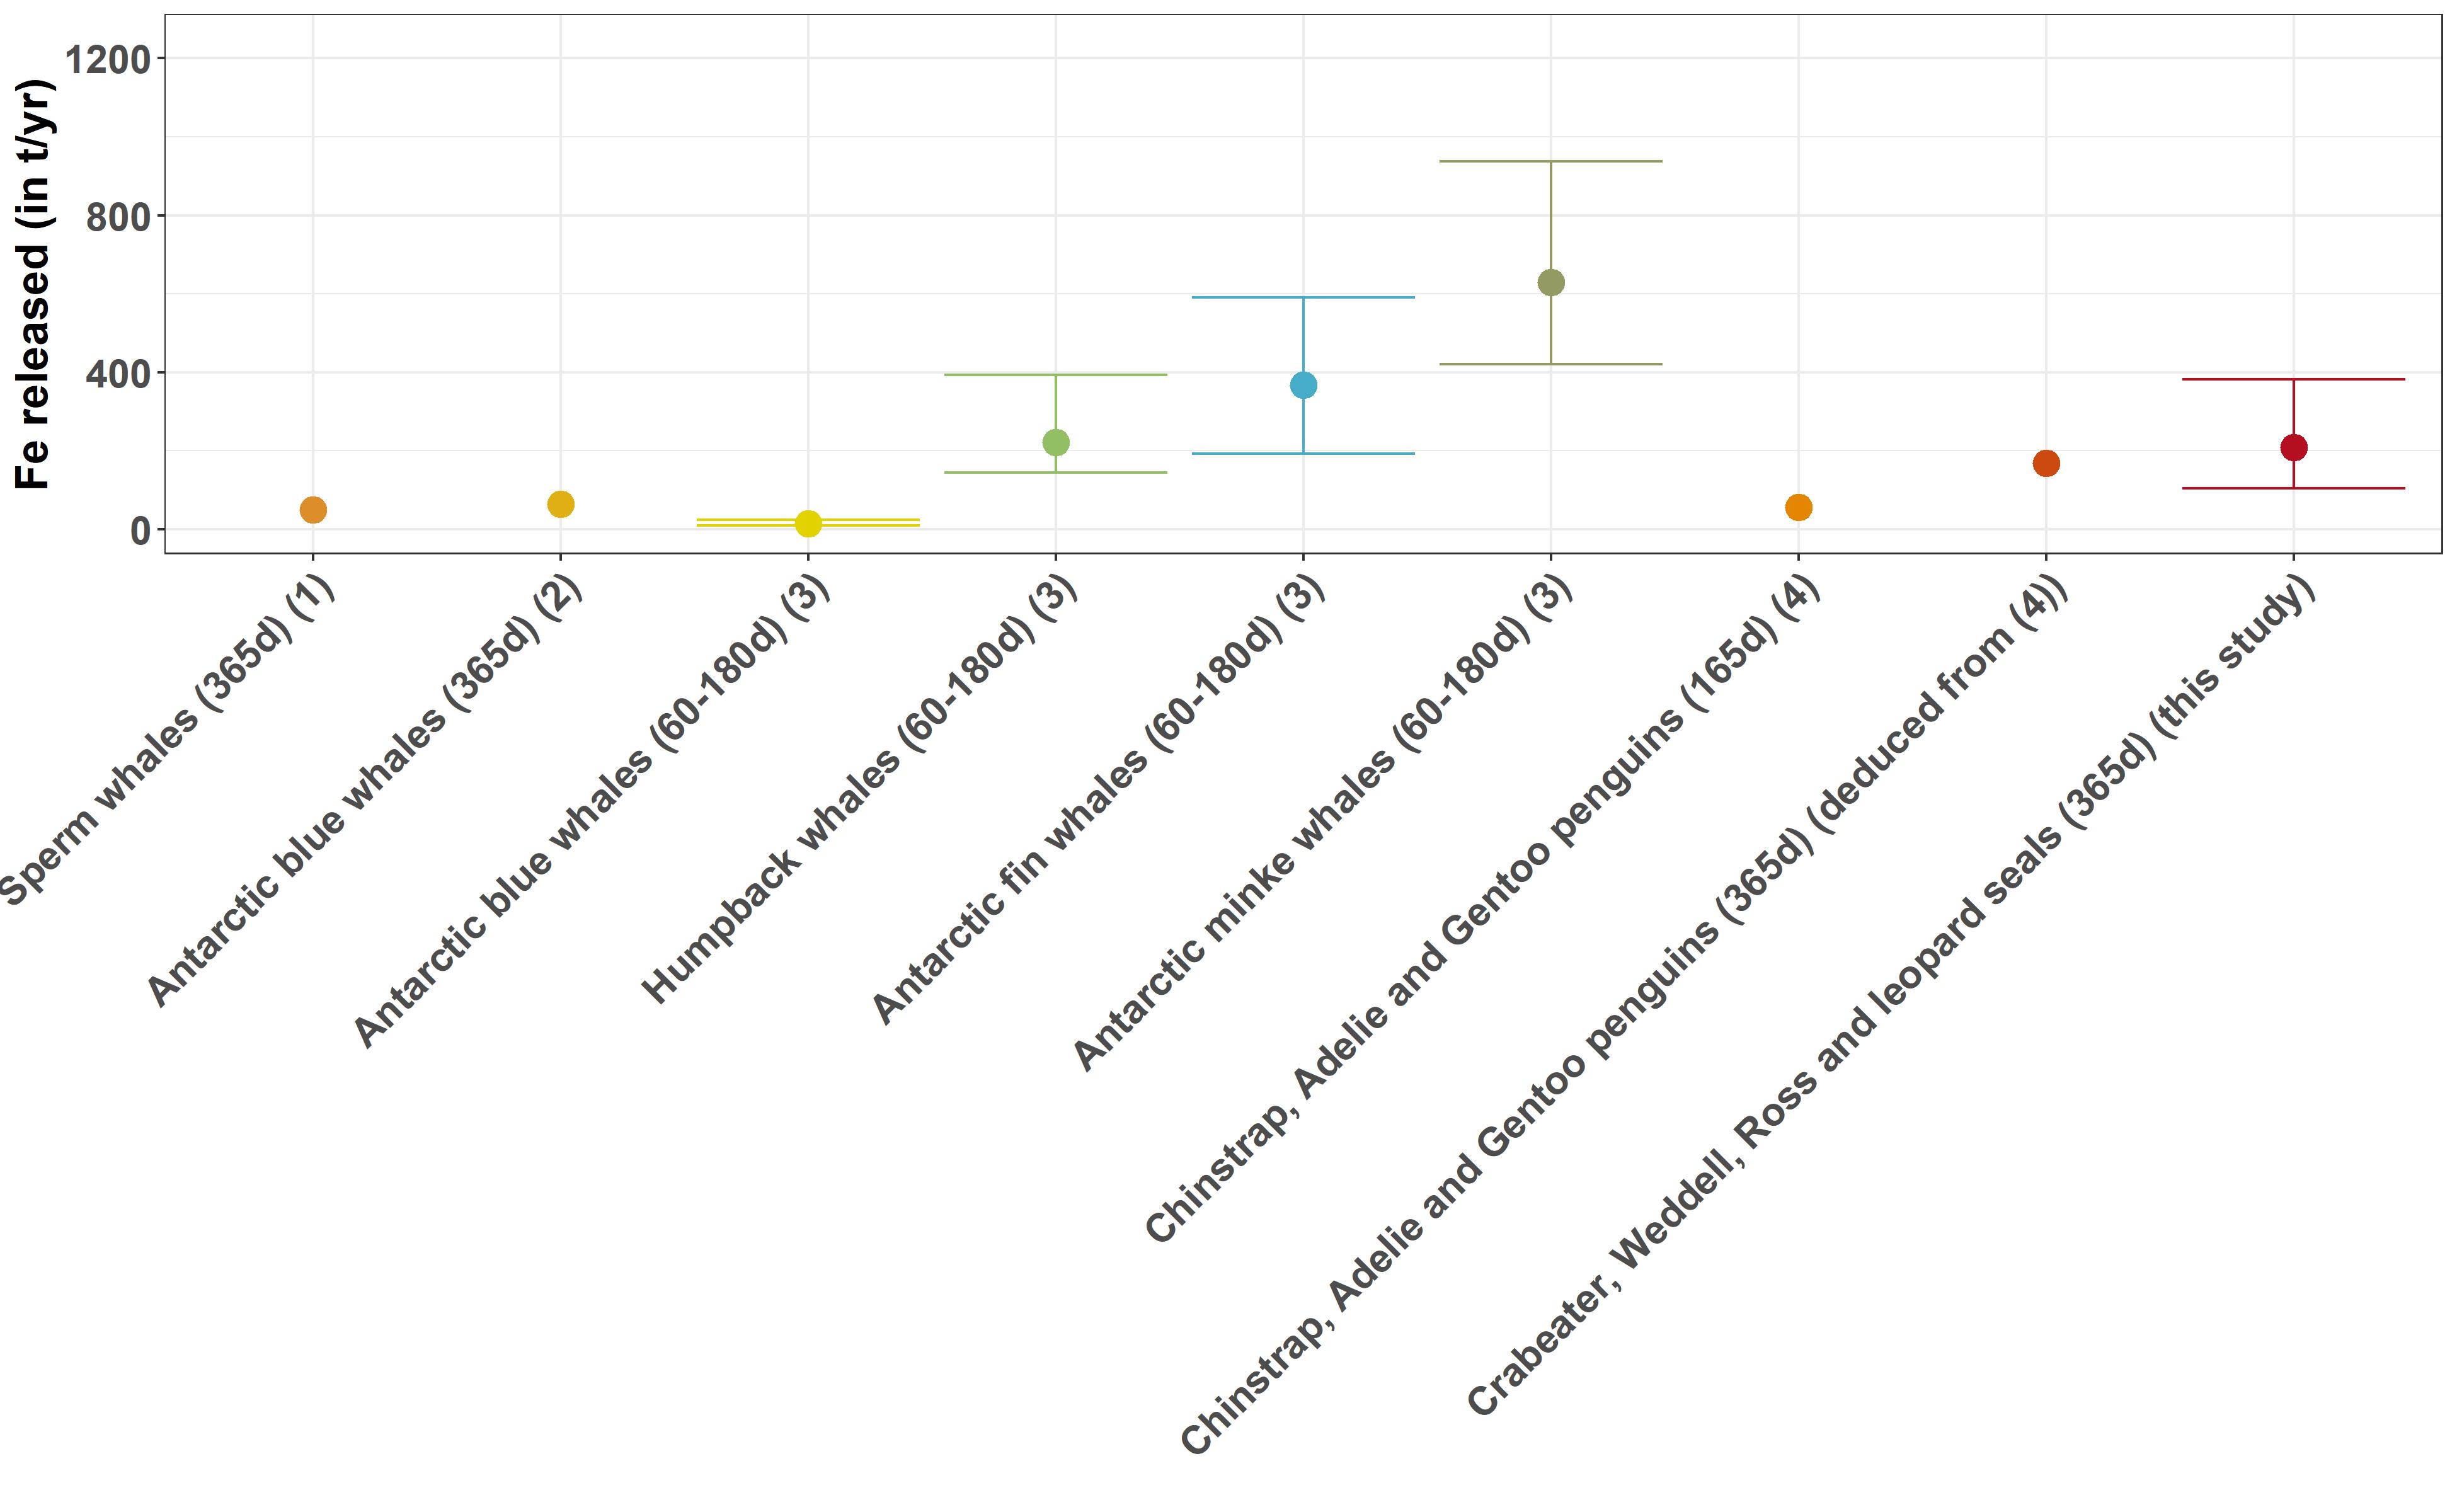 Fe released (in t/yr)
1200
800
400
0
Sperm whales (365d) (1)
Antarctic blue whales (365d) (2)
Antarctic blue whales (60-180d) (3)
Humpback whales (60-180d) (3)
Antarctic fin whales (60-180d) (3)
Antarctic minke whales (60-180d) (3)
Chinstrap, Adelie and Gentoo penguins (165d) (4)
Chinstrap, Adelie and Gentoo penguins (365d) (deduced from (4))
Crabeater, Weddell, Ross and leopard seals (365d) (this study)